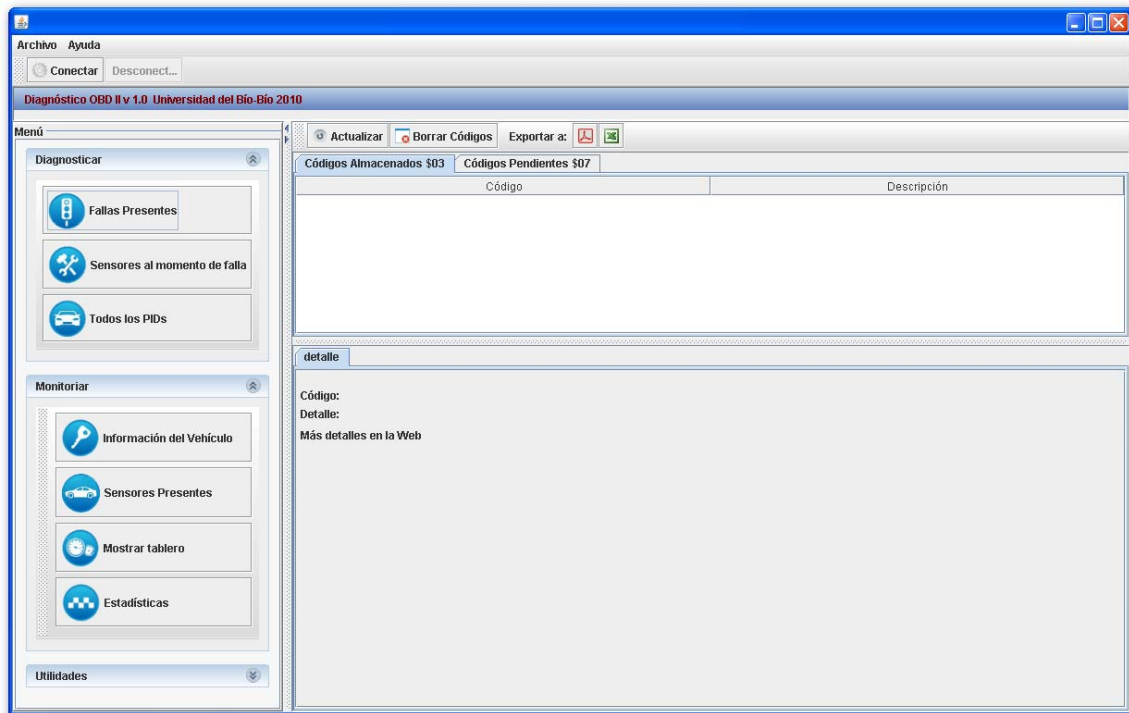 Archivo Ayuda
Conectar Desconect...
Diagnóstico OBD II v 1.0 Universidad del Bío-Bío 2010
Menú
Diagnosticar
Fallas Presentes
Sensores al momento de falla
Todos los PIDs
Monitoriar
Información del Vehículo
Sensores Presentes
Mostrar tablero
Estadísticas
Utilidades
Actualizar Borrar Códigos Exportar a:
Códigos Almacenados $03 Códigos Pendientes $07
Código Descripción
detalle
Código:
Detalle:
Más detalles en la Web